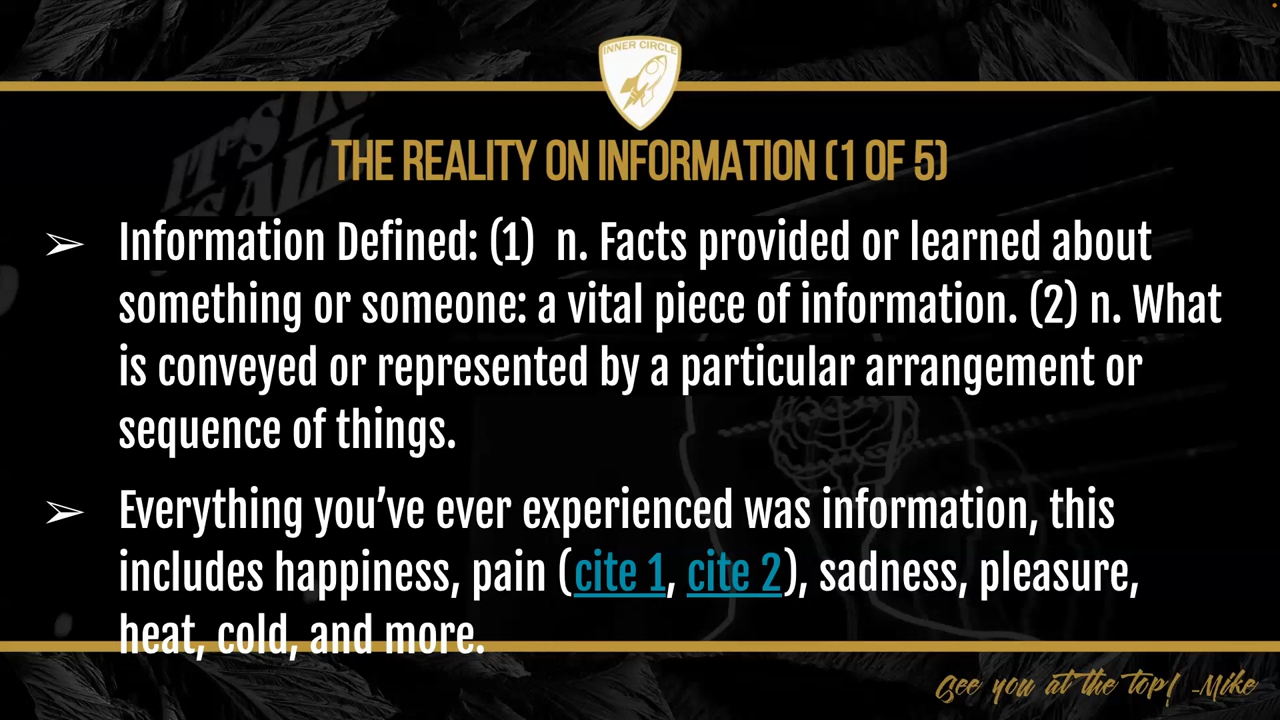 INNER CIRCLE
IT'S IN
ALL
THE REALITY ON INFORMATION (1 OF 5)
➢ Information Defined: (1) n. Facts provided or learned about
something or someone: a vital piece of information. (2) n. What
is conveyed or represented by a particular arrangement or
sequence of things.
➢ Everything you’ve ever experienced was information, this
includes happiness, pain (cite 1, cite 2), sadness, pleasure,
heat, cold, and more.
See you at the top! -Mike